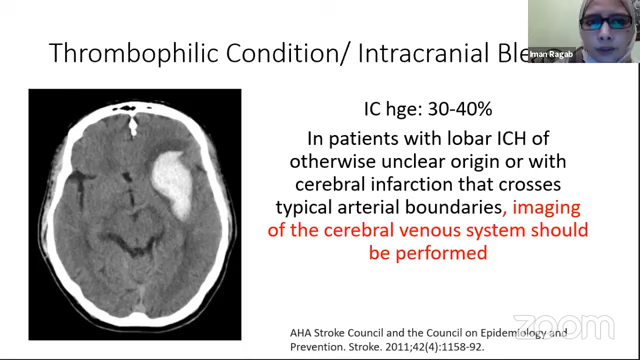 Iman Ragab
Thrombophilic Condition/ Intracranial
IC hge: 30-40%
In patients with lobar ICH of
otherwise unclear origin or with
cerebral infarction that crosses
typical arterial boundaries, imaging
of the cerebral venous system should
be performed
AHA Stroke Council and the Council on Epidemiology and
Prevention. Stroke. 2011;42(4):1158-92.
zoom